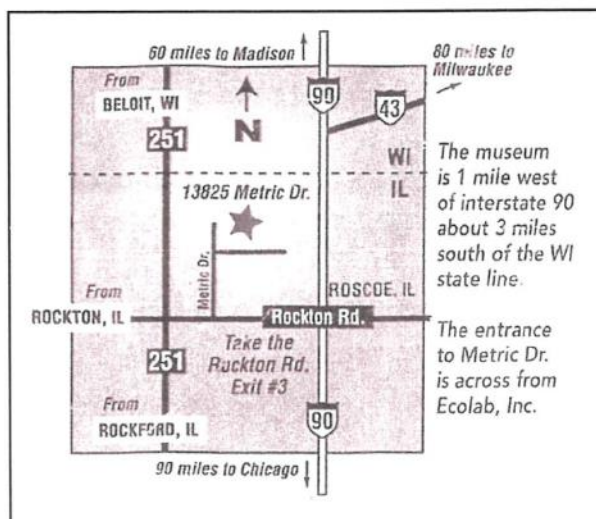 60 miles to Madison
80 miles to
Milwaukee
From
BELOIT, WI
90
43
251
N
WI
IL
13825 Metric Dr.
The museum
is 1 mile west
of interstate 90
about 3 miles
south of the WI
state line.
Metric Dr.
From
ROSCOE, IL
ROCKTON, IL
Rockton Rd.
Take the
Rockton Rd.
Exit #3
The entrance
to Metric Dr.
is across from
Ecolab, Inc.
251
From
ROCKFORD, IL
90
90 miles to Chicago